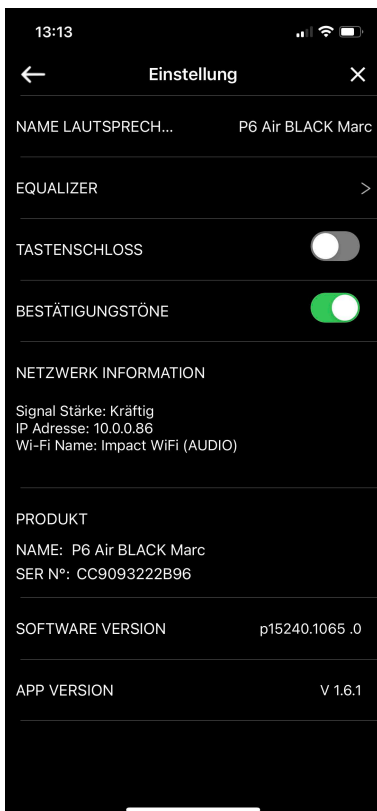 13:13
Einstellung
NAME LAUTSPRECH... P6 Air BLACK Marc
EQUALIZER >
TASTENSCHLOSS
BESTÄTIGUNGSTÖNE
NETZWERK INFORMATION
Signal Stärke: Kräftig
IP Adresse: 10.0.0.86
Wi-Fi Name: Impact WiFi (AUDIO)
PRODUKT
NAME: P6 Air BLACK Marc
SER N°: CC9093222B96
SOFTWARE VERSION p15240.1065 .0
APP VERSION V 1.6.1